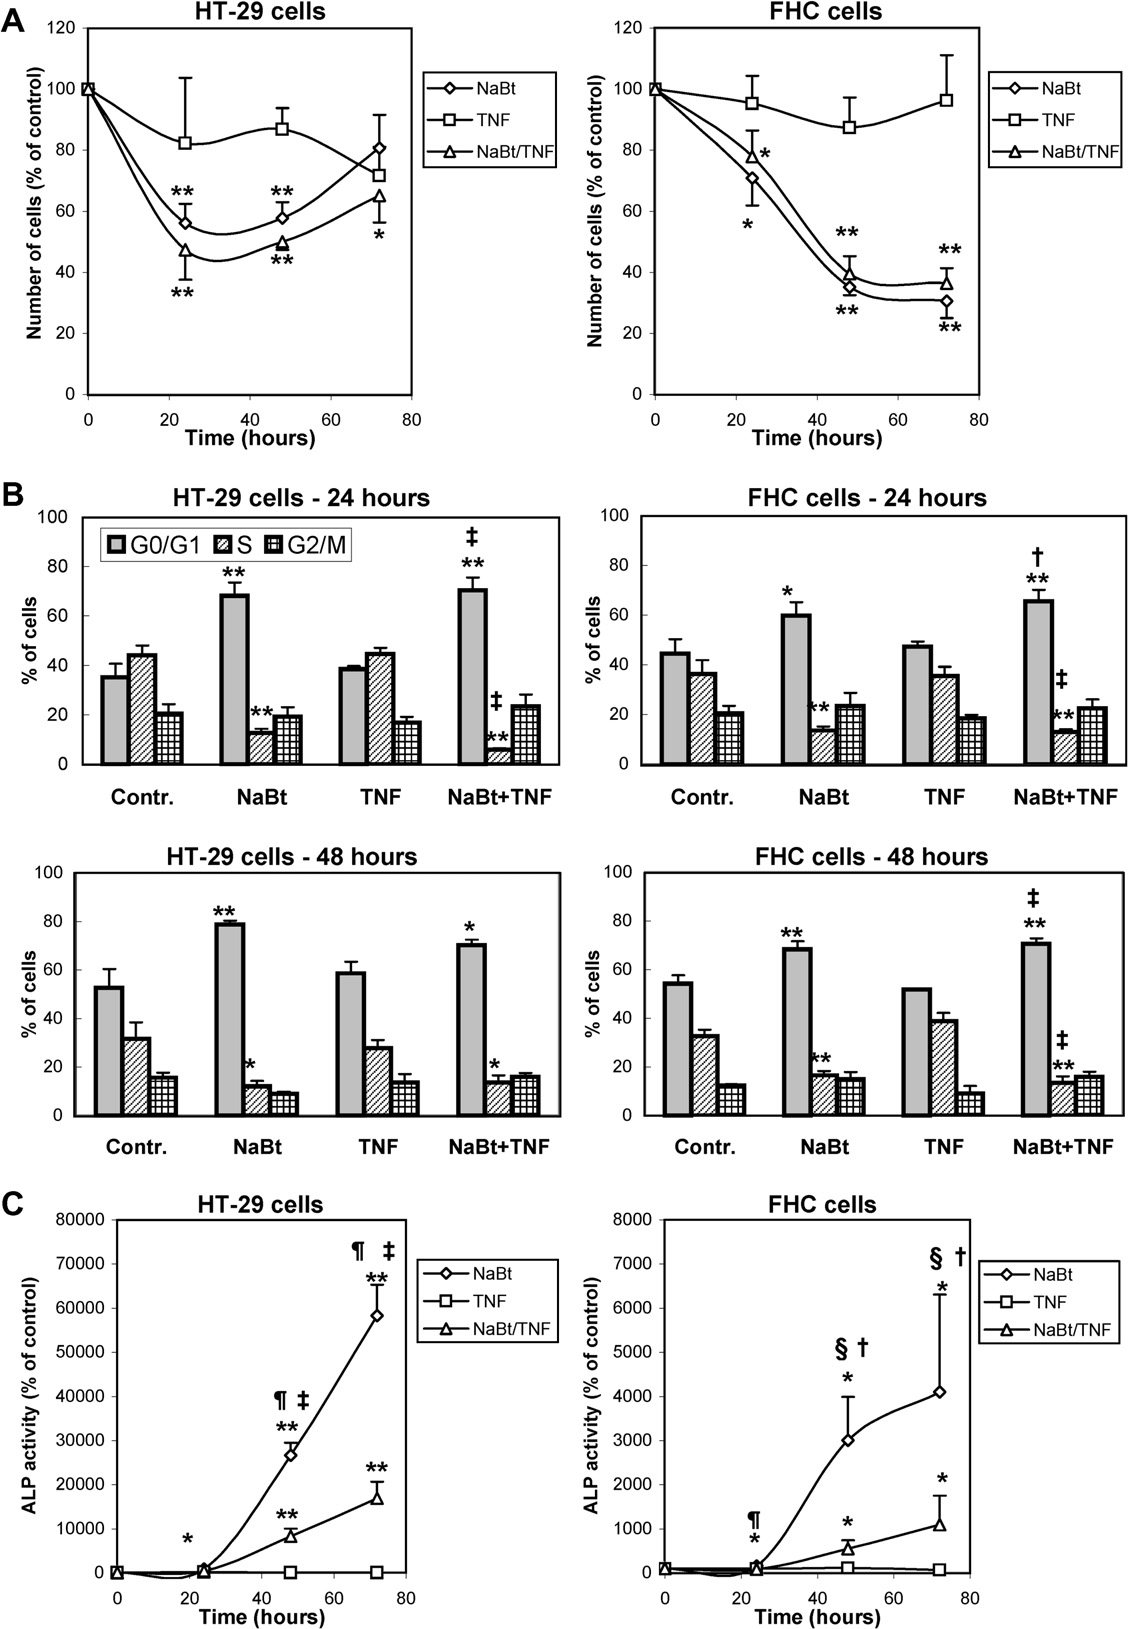 A
HT-29 cells
FHC cells
Number of cells (% of control)
120
100
80
60
40
20
0
** ** ** ** *
0 20 40 60 80
Time (hours)
NaBt
TNF
NaBt/TNF
Number of cells (% of control)
120
100
80
60
40
20
0
* * ** ** ** **
0 20 40 60 80
Time (hours)
NaBt
TNF
NaBt/TNF
B
HT-29 cells - 24 hours
% of cells
100
80
60
40
20
0
G0/G1 S G2/M
** ** ‡ ** ‡ **
Contr. NaBt TNF NaBt+TNF
FHC cells - 24 hours
% of cells
100
80
60
40
20
0
* ** † ** ‡ **
Contr. NaBt TNF NaBt+TNF
HT-29 cells - 48 hours
% of cells
100
80
60
40
20
0
** * * *
Contr. NaBt TNF NaBt+TNF
FHC cells - 48 hours
% of cells
100
80
60
40
20
0
** ** ‡ ** ‡ **
Contr. NaBt TNF NaBt+TNF
C
HT-29 cells
ALP activity (% of control)
80000
70000
60000
50000
40000
30000
20000
10000
0
¶ ‡
**
¶ ‡
**
**
**
*
0 20 40 60 80
Time (hours)
NaBt
TNF
NaBt/TNF
FHC cells
ALP activity (% of control)
8000
7000
6000
5000
4000
3000
2000
1000
0
§ †
*
§ †
*
*
¶
*
*
0 20 40 60 80
Time (hours)
NaBt
TNF
NaBt/TNF